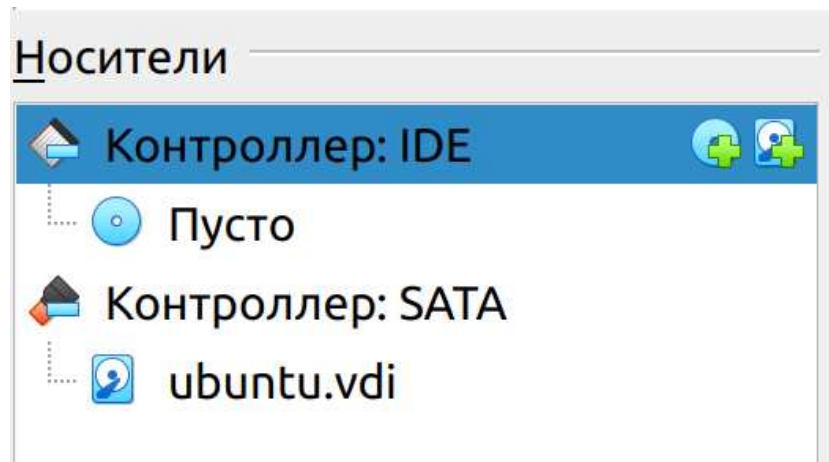 Носители
Контроллер: IDE
Пусто
Контроллер: SATA
ubuntu.vdi